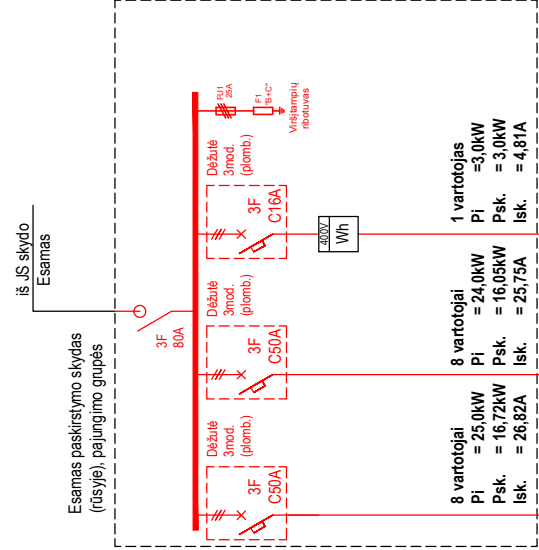 iš JS skydo
Esamas
Esamas paskirstymo skydas
(rūsyje), pajungimo grupės
3F
80A
FU1
25A
F1
"B+C"
Viršįtampių
ribotuvas
Dėžutė
3mod.
(plomb.)
3F
C50A
Dėžutė
3mod.
(plomb.)
3F
C50A
Dėžutė
3mod.
(plomb.)
3F
C16A
400V
Wh
8 vartotojai
Pi = 25,0kW
Psk. = 16,72kW
Isk. = 26,82A
8 vartotojai
Pi = 24,0kW
Psk. = 16,05kW
Isk. = 25,75A
1 vartotojas
Pi =3,0kW
Psk. = 3,0kW
Isk. = 4,81A